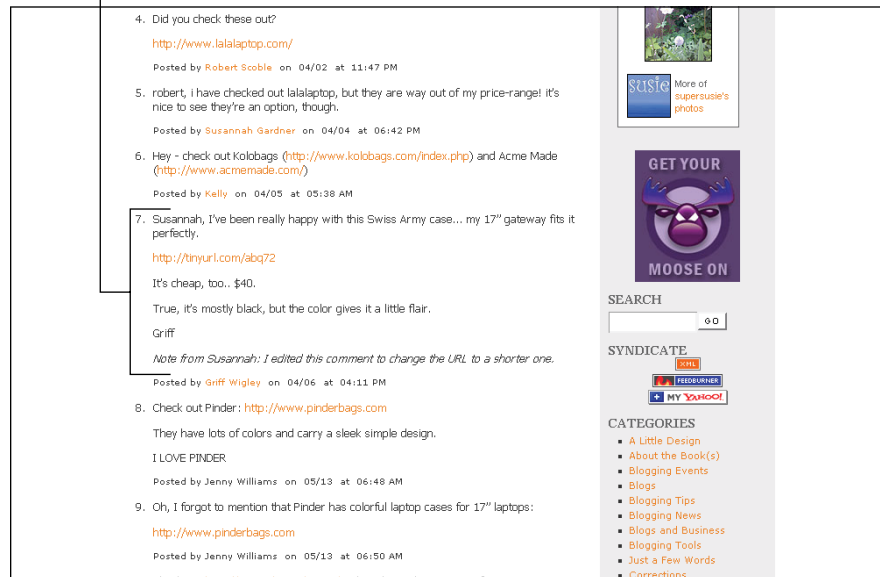 4. Did you check these out?
http://www.lalalaptop.com/
Posted by Robert Scoble on 04/02 at 11:47 PM
5. robert, i have checked out lalalaptop, but they are way out of my price-range! it's
nice to see they're an option, though.
Posted by Susannah Gardner on 04/04 at 06:42 PM
6. Hey - check out Kolobags (http://www.kolobags.com/index.php) and Acme Made
(http://www.acmemade.com/)
Posted by Kelly on 04/05 at 05:38 AM
7. Susannah, I've been really happy with this Swiss Army case... my 17" gateway fits it
perfectly.
http://tinyurl.com/abq72
It's cheap, too.. $40.
True, it's mostly black, but the color gives it a little flair.
Griff
Note from Susannah: I edited this comment to change the URL to a shorter one.
Posted by Griff Wigley on 04/06 at 04:11 PM
8. Check out Pinder: http://www.pinderbags.com
They have lots of colors and carry a sleek simple design.
I LOVE PINDER
Posted by Jenny Williams on 05/13 at 06:48 AM
9. Oh, I forgot to mention that Pinder has colorful laptop cases for 17" laptops:
http://www.pinderbags.com
Posted by Jenny Williams on 05/13 at 06:50 AM
susie
More of
supersusie's
photos
GET YOUR
MOOSE ON
SEARCH
GO
SYNDICATE
XML
FEEDBURNER
MY YAHOO!
CATEGORIES
A Little Design
About the Book(s)
Blogging Events
Blogs
Blogging Tips
Blogging News
Blogs and Business
Blogging Tools
Just a Few Words
Corrections